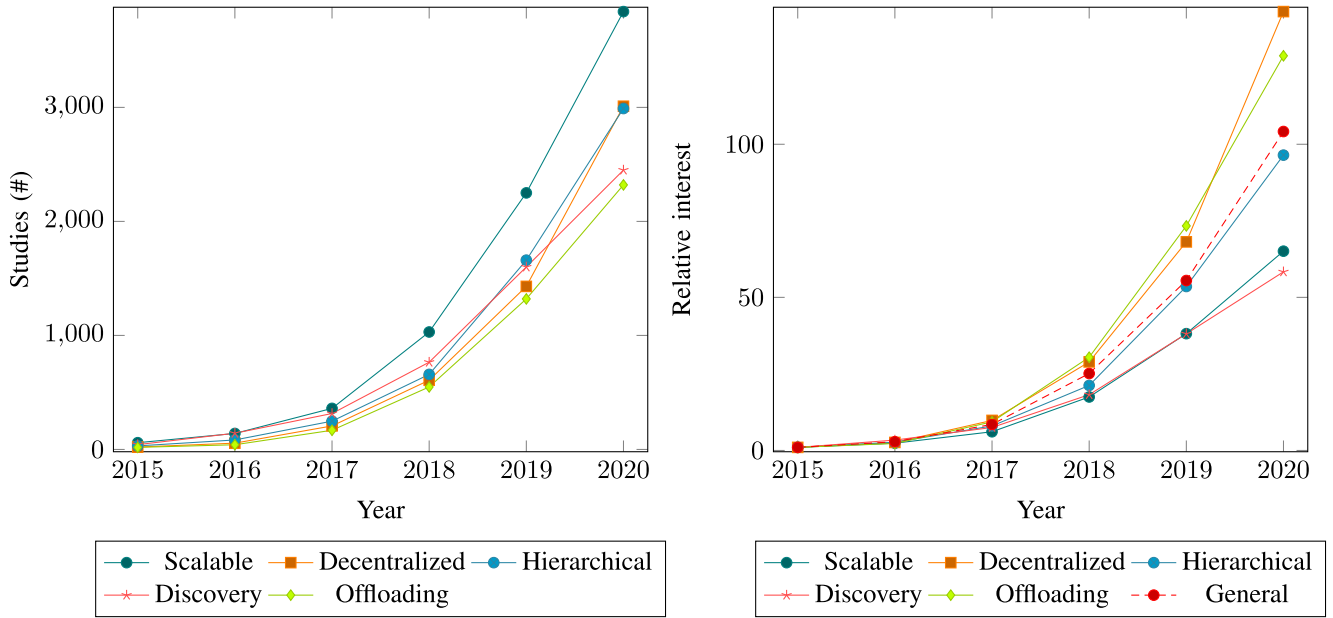 3,000
2,000
1,000
0
Studies (#)
2015 2016 2017 2018 2019 2020
Year
Scalable Decentralized Hierarchical
Discovery Offloading
100
50
0
Relative interest
2015 2016 2017 2018 2019 2020
Year
Scalable Decentralized Hierarchical
Discovery Offloading General